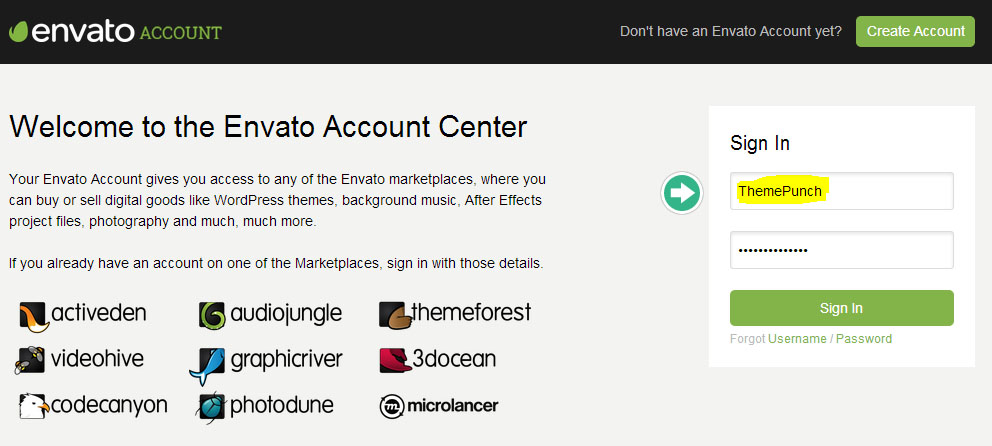 envato ACCOUNT
Don't have an Envato Account yet?
Create Account
Welcome to the Envato Account Center
Your Envato Account gives you access to any of the Envato marketplaces, where you
can buy or sell digital goods like WordPress themes, background music, After Effects
project files, photography and much, much more.
If you already have an account on one of the Marketplaces, sign in with those details.
activeden
audiojungle
themeforest
videohive
graphicriver
3docean
codecanyon
photodune
microlancer
Sign In
ThemePunch
••••••••••••••
Sign In
Forgot Username / Password